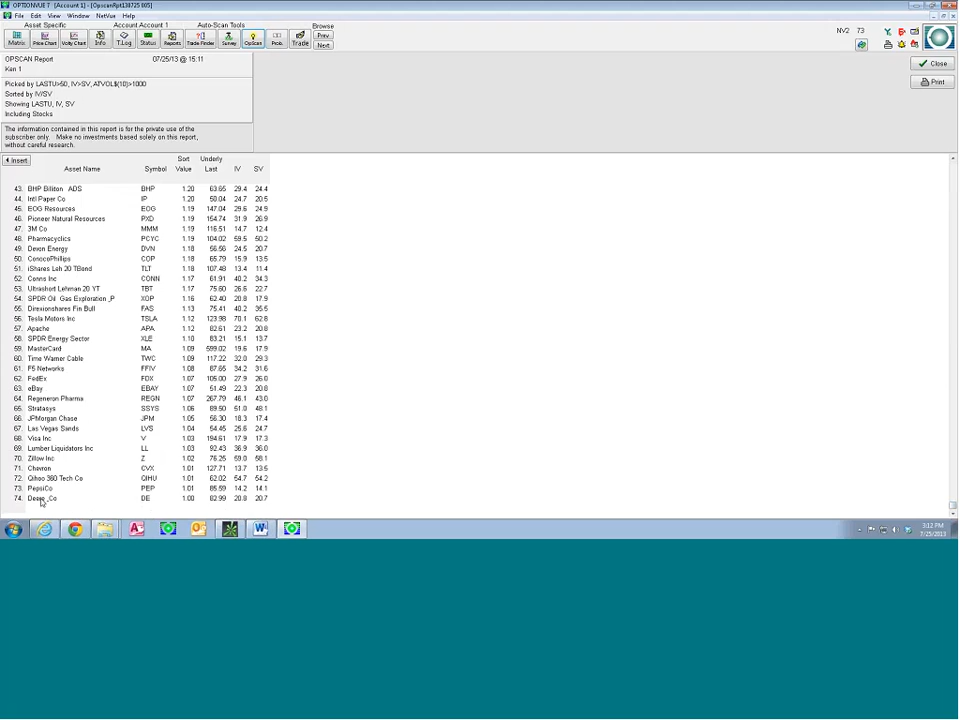 OPTIONVUE 7 [Account 1] - [OpscanRpt138725 805]
File Edit View Window NetVue Help
Asset Specific Account Account 1 Auto-Scan Tools Browse
Matrix Price Chart Volty Chart Info T.Log Status Reports Trade Finder Survey OpScan Prob. Trade Prev Next
NV2 73
OPSCAN Report 07/25/13 @ 15:11
Ken 1
Close
Print
Picked by LASTU>50, IV>SV, ATVOL$(10)>1000
Sorted by IV/SV
Showing LASTU, IV, SV
Including Stocks
The information contained in this report is for the private use of the
subscriber only. Make no investments based solely on this report,
without careful research.
Insert
Sort Underly
Asset Name Symbol Value Last IV SV
43. BHP Billiton ADS BHP 1.20 63.65 29.4 24.4
44. Intl Paper Co IP 1.20 50.04 24.7 20.5
45. EOG Resources EOG 1.19 147.04 29.6 24.9
46. Pioneer Natural Resources PXD 1.19 154.74 31.9 26.9
47. 3M Co MMM 1.19 116.51 14.7 12.4
48. Pharmacyclics PCYC 1.19 104.02 59.5 50.2
49. Devon Energy DVN 1.18 56.56 24.5 20.7
50. ConocoPhillips COP 1.18 65.79 15.9 13.5
51. iShares Leh 20 TBond TLT 1.18 107.48 13.4 11.4
52. Conns Inc CONN 1.17 61.91 40.2 34.3
53. Ultrashort Lehman 20 YT TBT 1.17 75.60 26.6 22.7
54. SPDR Oil Gas Exploration _P XOP 1.16 62.40 20.8 17.9
55. Direxionshares Fin Bull FAS 1.13 75.41 40.2 35.5
56. Tesla Motors Inc TSLA 1.12 123.98 70.1 62.8
57. Apache APA 1.12 82.61 23.2 20.8
58. SPDR Energy Sector XLE 1.10 83.21 15.1 13.7
59. MasterCard MA 1.09 599.02 19.6 17.9
60. Time Warner Cable TWC 1.09 117.22 32.0 29.3
61. F5 Networks FFIV 1.08 87.65 34.2 31.6
62. FedEx FDX 1.07 105.00 27.9 26.0
63. eBay EBAY 1.07 51.49 22.3 20.8
64. Regeneron Pharma REGN 1.07 267.79 46.1 43.0
65. Stratasys SSYS 1.06 89.50 51.0 48.1
66. JPMorgan Chase JPM 1.05 56.30 18.3 17.4
67. Las Vegas Sands LVS 1.04 54.45 25.6 24.7
68. Visa Inc V 1.03 194.61 17.9 17.3
69. Lumber Liquidators Inc LL 1.03 92.43 36.9 36.0
70. Zillow Inc Z 1.02 76.25 59.0 58.1
71. Chevron CVX 1.01 127.71 13.7 13.5
72. Qihoo 360 Tech Co QIHU 1.01 62.02 54.7 54.2
73. PepsiCo PEP 1.01 85.59 14.2 14.1
74. Deere _Co DE 1.00 82.99 20.8 20.7
3:12 PM
7/25/2013